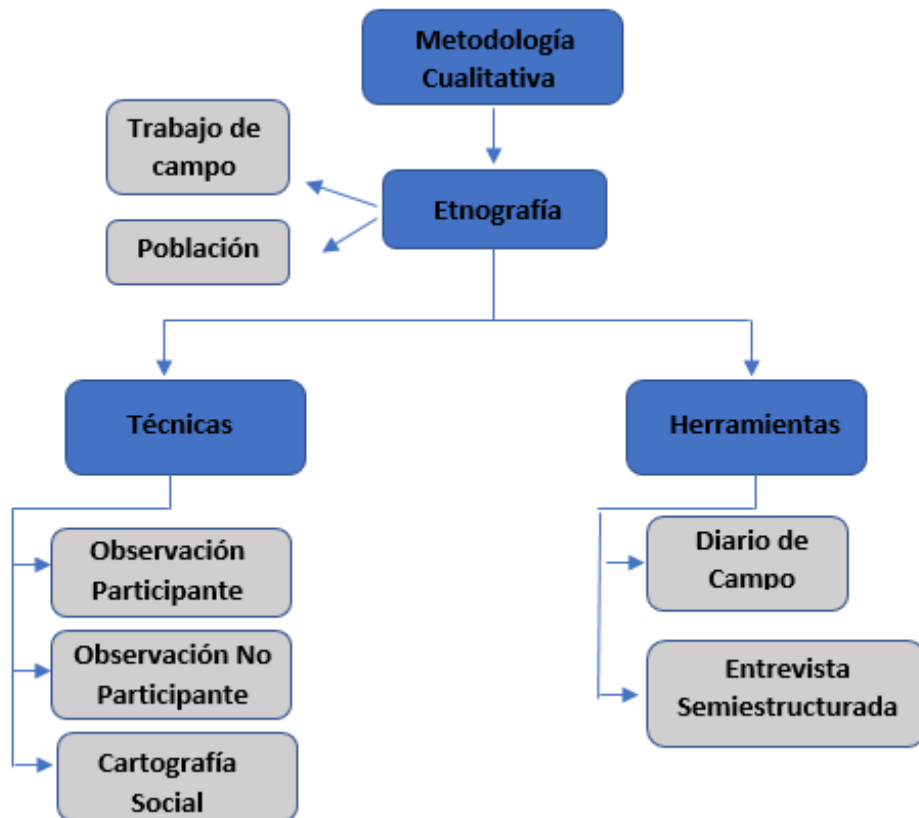 Metodología
Cualitativa
Trabajo de
campo
Etnografía
Población
Técnicas
Herramientas
Observación
Participante
Observación No
Participante
Cartografía
Social
Diario de
Campo
Entrevista
Semiestructurada